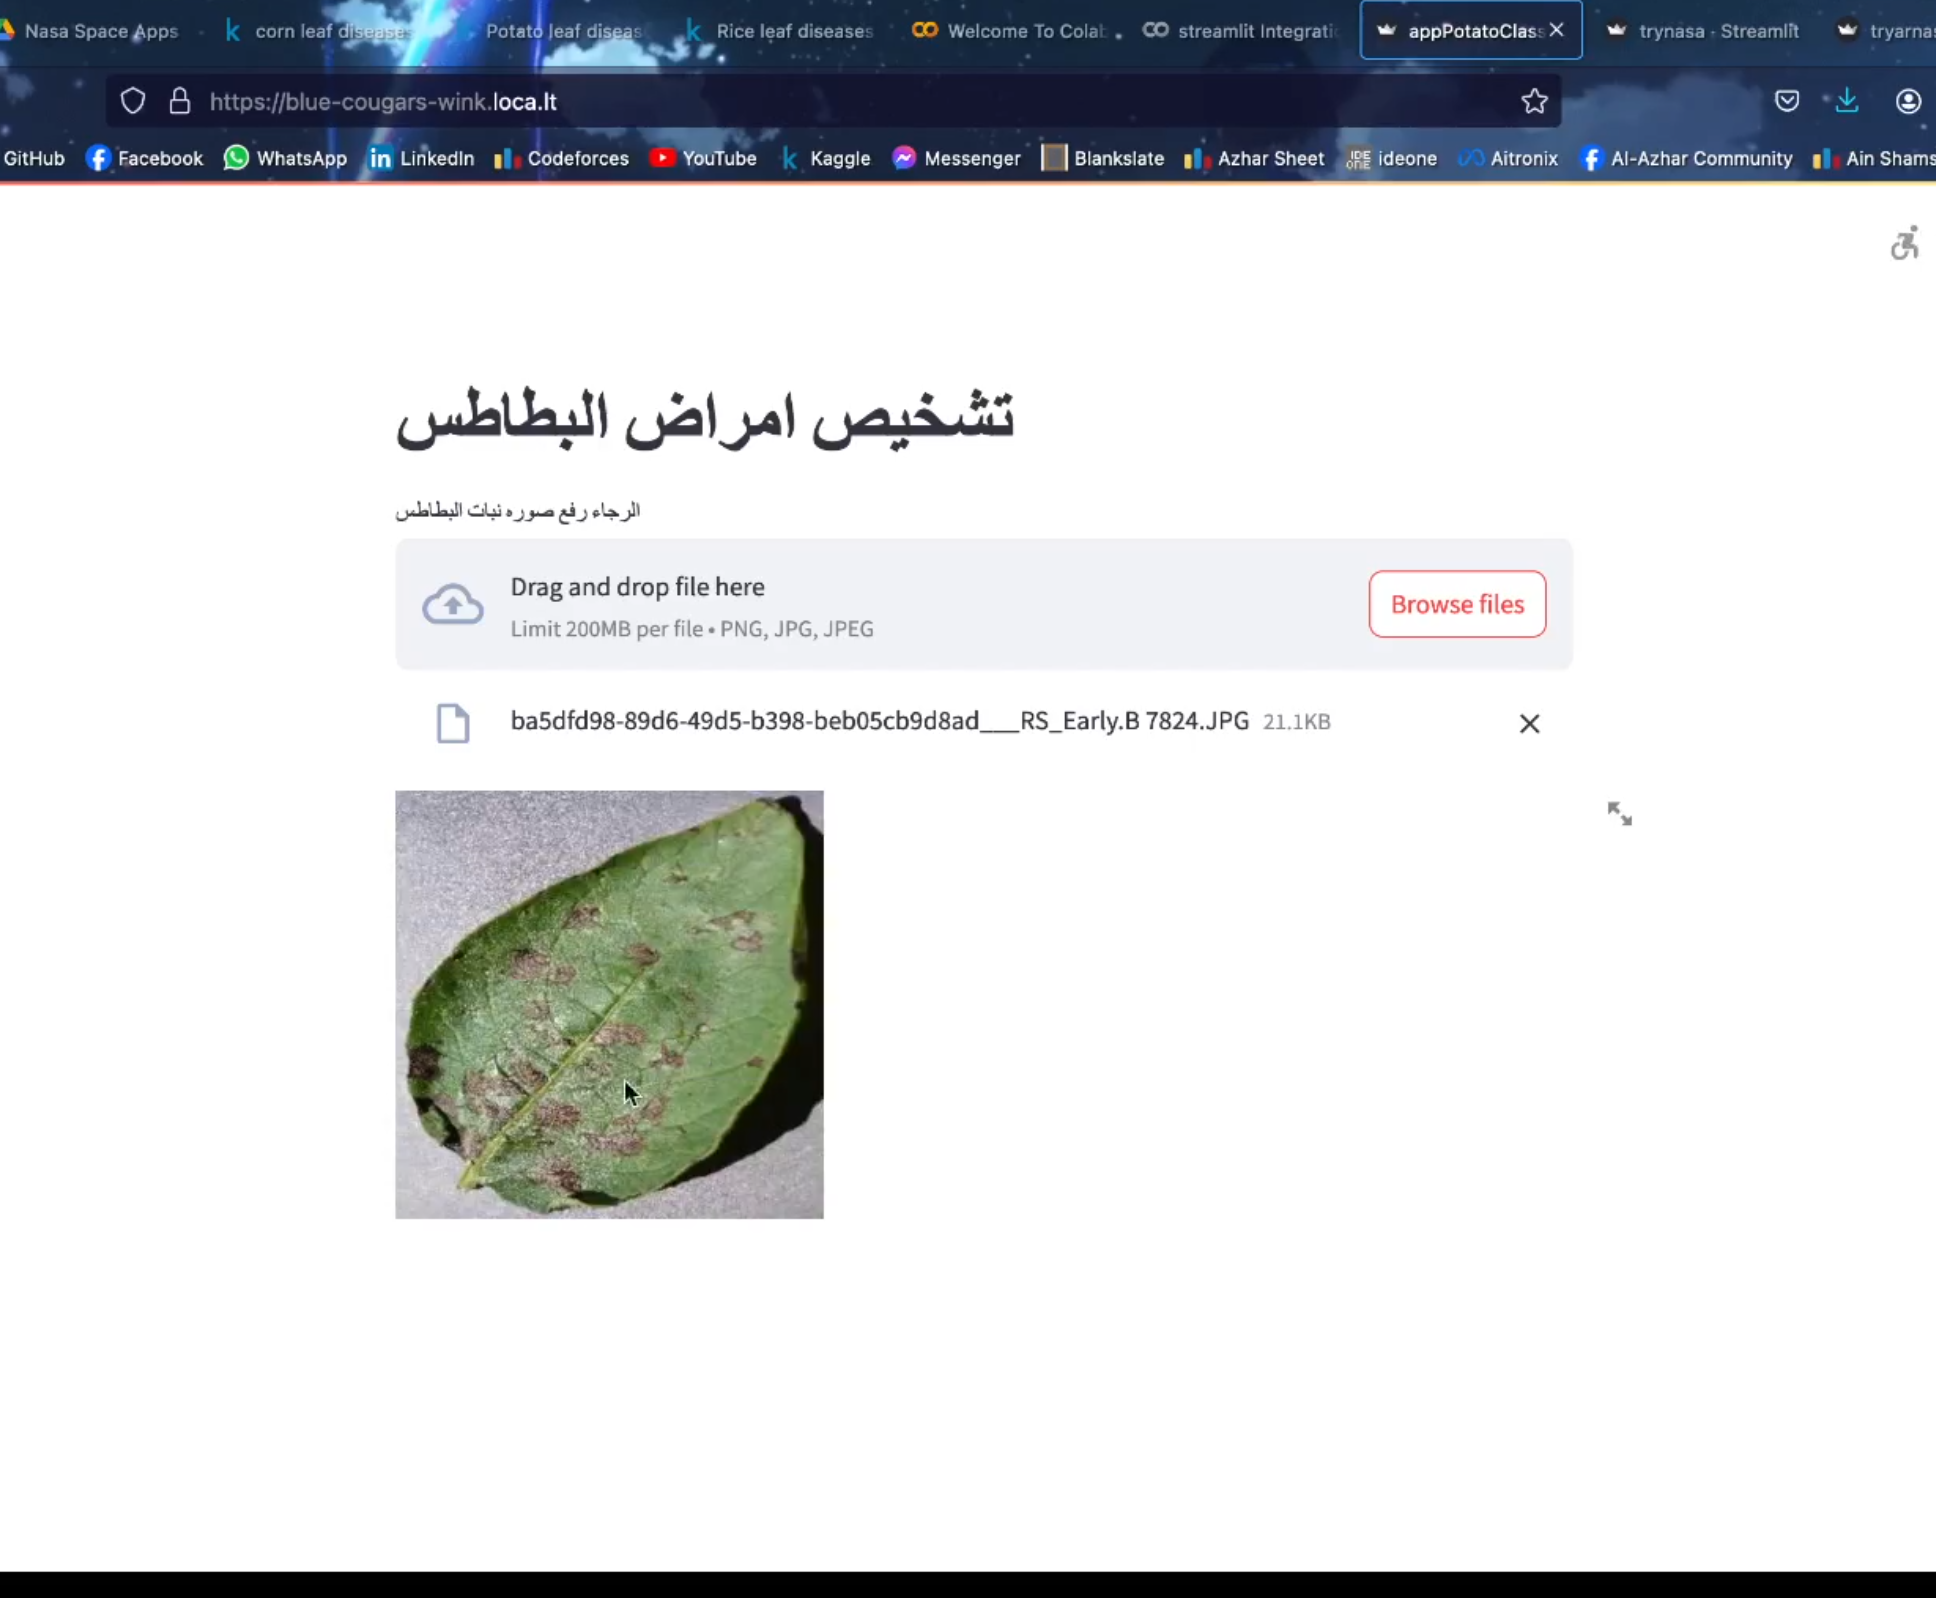 Nasa Space Apps
corn leaf diseases
Potato leaf diseas
Rice leaf diseases
Welcome To Colab
streamlit Integrati
appPotatoClass
trynasa · Streamlit
tryarnas
https://blue-cougars-wink.loca.lt
GitHub
Facebook
WhatsApp
LinkedIn
Codeforces
YouTube
Kaggle
Messenger
Blankslate
Azhar Sheet
ideone
Aitronix
Al-Azhar Community
Ain Shams
تشخيص امراض البطاطس
الرجاء رفع صوره نبات البطاطس
Drag and drop file here
Limit 200MB per file • PNG, JPG, JPEG
Browse files
ba5dfd98-89d6-49d5-b398-beb05cb9d8ad___RS_Early.B 7824.JPG 21.1KB